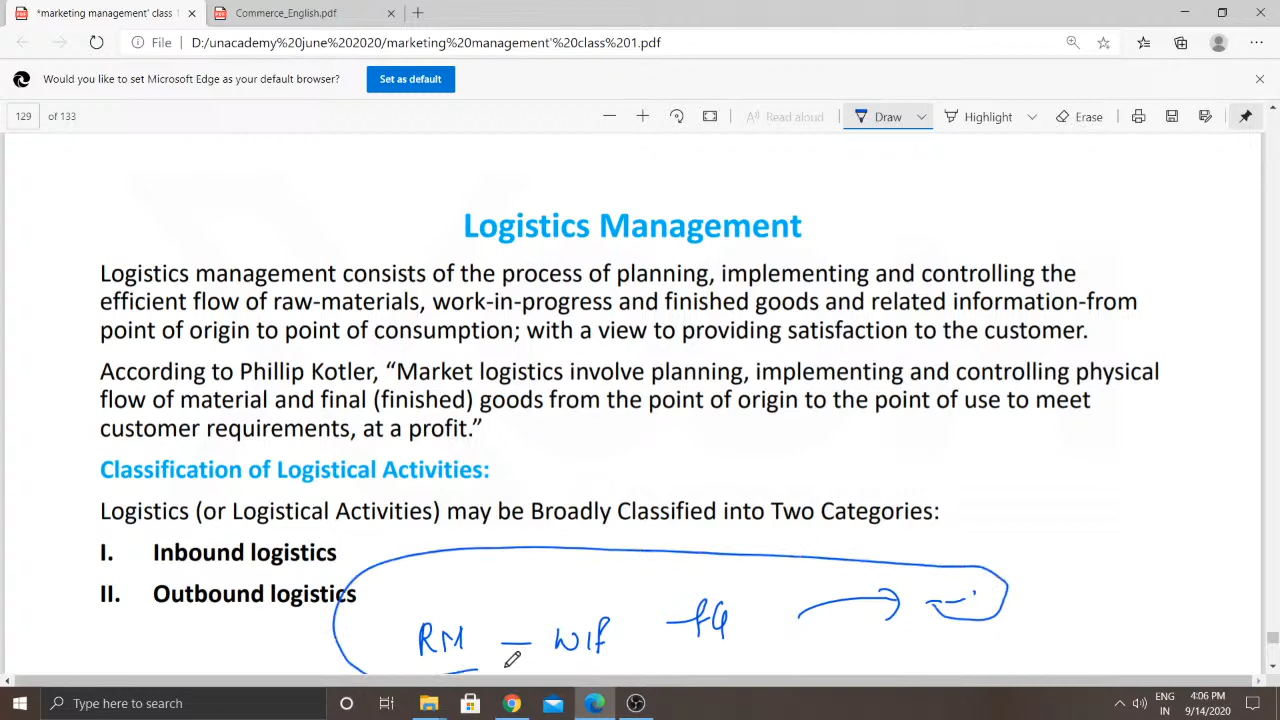 *marketing management' class
Commerce_English.pdf
File D:/unacademy%20june%202020/marketing%20management'%20class%201.pdf
Would you like to set Microsoft Edge as your default browser? Set as default
129 of 133 Read aloud Draw Highlight Erase
Logistics Management
Logistics management consists of the process of planning, implementing and controlling the
efficient flow of raw-materials, work-in-progress and finished goods and related information-from
point of origin to point of consumption; with a view to providing satisfaction to the customer.
According to Phillip Kotler, “Market logistics involve planning, implementing and controlling physical
flow of material and final (finished) goods from the point of origin to the point of use to meet
customer requirements, at a profit.”
Classification of Logistical Activities:
Logistics (or Logistical Activities) may be Broadly Classified into Two Categories:
I. Inbound logistics
II. Outbound logistics
RM – WIP – FG
Type here to search
ENG 4:06 PM
IN 9/14/2020